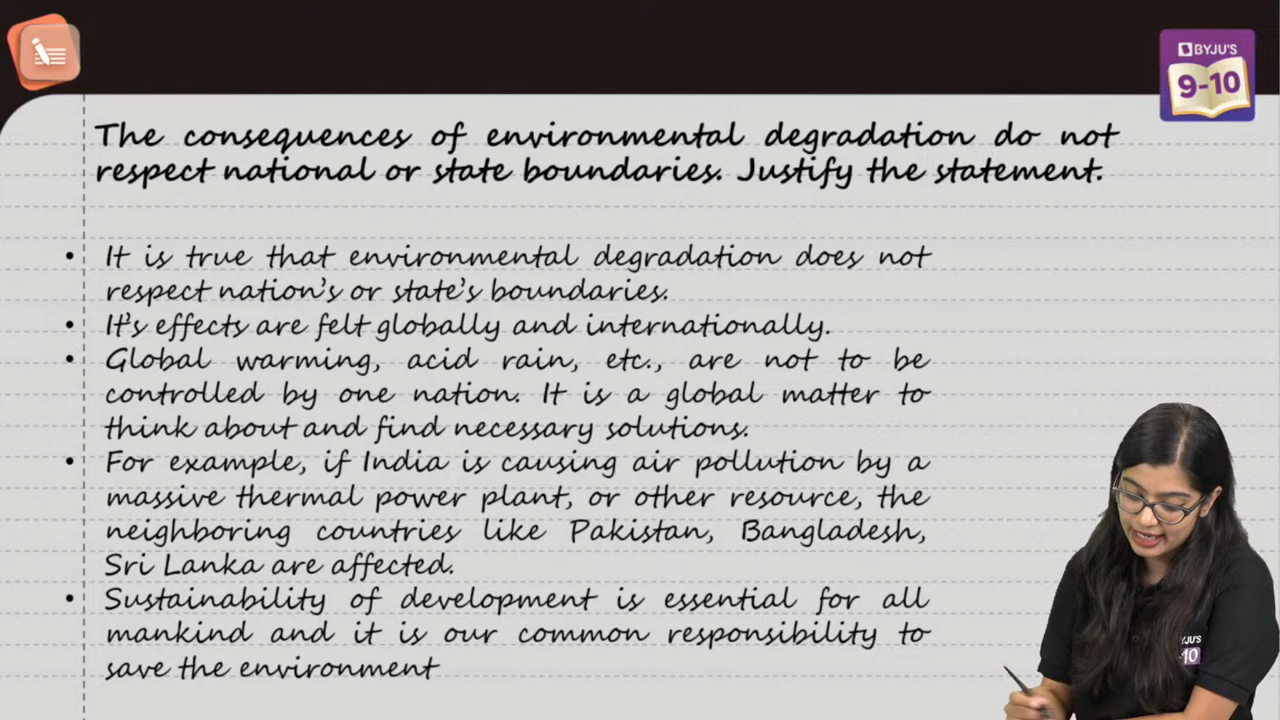 BYJU'S
9-10
The consequences of environmental degradation do not
respect national or state boundaries. Justify the statement.
• It is true that environmental degradation does not
respect nation's or state's boundaries.
• It's effects are felt globally and internationally.
• Global warming, acid rain, etc., are not to be
controlled by one nation. It is a global matter to
think about and find necessary solutions.
• For example, if India is causing air pollution by a
massive thermal power plant, or other resource, the
neighboring countries like Pakistan, Bangladesh,
Sri Lanka are affected.
• Sustainability of development is essential for all
mankind and it is our common responsibility to
save the environment
YJU'S
10